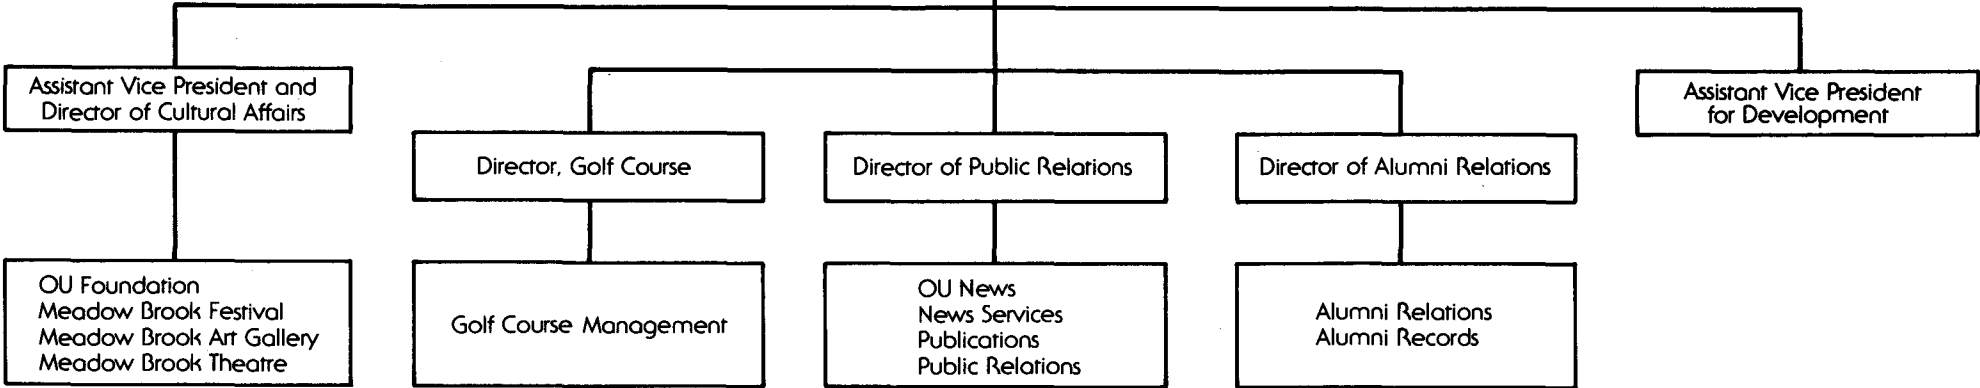 Assistant Vice President and
Director of Cultural Affairs
Assistant Vice President
for Development
Director, Golf Course
Director of Public Relations
Director of Alumni Relations
OU Foundation
Meadow Brook Festival
Meadow Brook Art Gallery
Meadow Brook Theatre
Golf Course Management
OU News
News Services
Publications
Public Relations
Alumni Relations
Alumni Records